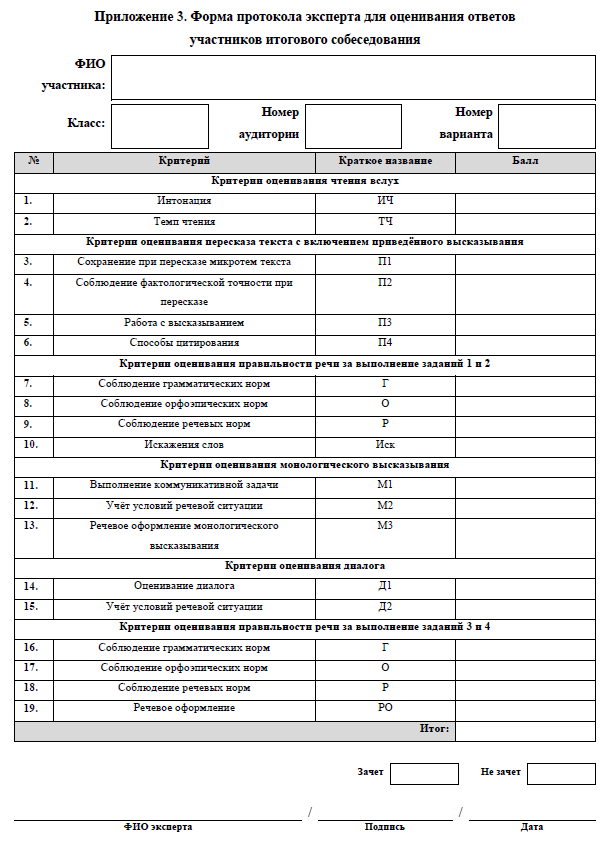 Приложение 3. Форма протокола эксперта для оценивания ответов
участников итогового собеседования
ФИО
участника:
Класс:
Номер
аудитории
Номер
варианта
№ Критерий Краткое название Балл
Критерии оценивания чтения вслух
1. Интонация ИЧ
2. Темп чтения ТЧ
Критерии оценивания пересказа текста с включением приведённого высказывания
3. Сохранение при пересказе микротем текста П1
4. Соблюдение фактологической точности при П2
пересказе
5. Работа с высказыванием П3
6. Способы цитирования П4
Критерии оценивания правильности речи за выполнение заданий 1 и 2
7. Соблюдение грамматических норм Г
8. Соблюдение орфоэпических норм О
9. Соблюдение речевых норм Р
10. Искажения слов Иск
Критерии оценивания монологического высказывания
11. Выполнение коммуникативной задачи М1
12. Учёт условий речевой ситуации М2
13. Речевое оформление монологического М3
высказывания
Критерии оценивания диалога
14. Оценивание диалога Д1
15. Учёт условий речевой ситуации Д2
Критерии оценивания правильности речи за выполнение заданий 3 и 4
16. Соблюдение грамматических норм Г
17. Соблюдение орфоэпических норм О
18. Соблюдение речевых норм Р
19. Речевое оформление РО
Итог:
Зачет Не зачет
/ /
ФИО эксперта Подпись Дата